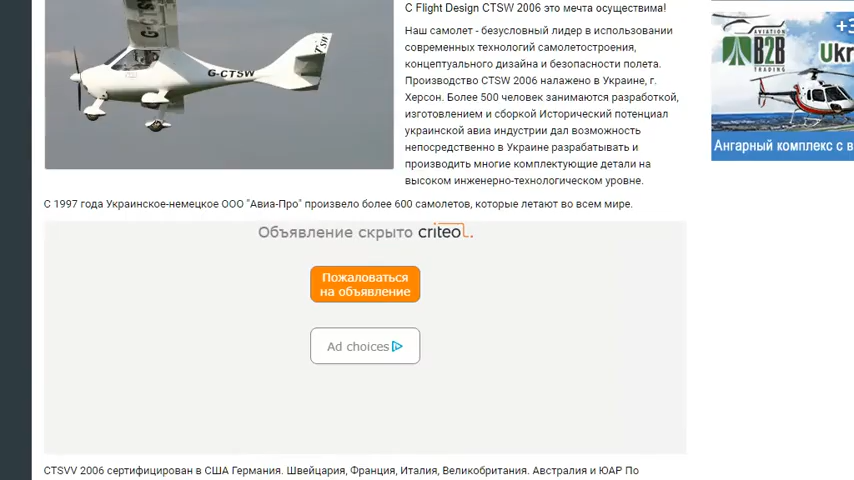 С Flight Design CTSW 2006 это мечта осуществима!
Наш самолет - безусловный лидер в использовании
современных технологий самолетостроения,
концептуального дизайна и безопасности полета.
Производство CTSW 2006 налажено в Украине, г.
Херсон. Более 500 человек занимаются разработкой,
изготовлением и сборкой Исторический потенциал
украинской авиа индустрии дал возможность
непосредственно в Украине разрабатывать и
производить многие комплектующие детали на
высоком инженерно-технологическом уровне.
G-CTSW
С 1997 года Украинское-немецкое ООО "Авиа-Про" произвело более 600 самолетов, которые летают во всем мире.
Объявление скрыто criteo.
Пожаловаться
на объявление
Ad choices
CTSVV 2006 сертифицирован в США Германия. Швейцария, Франция, Италия, Великобритания. Австралия и ЮАР По
AVIATION
B2B
TRADING
+3
Ukr
Ангарный комплекс с в